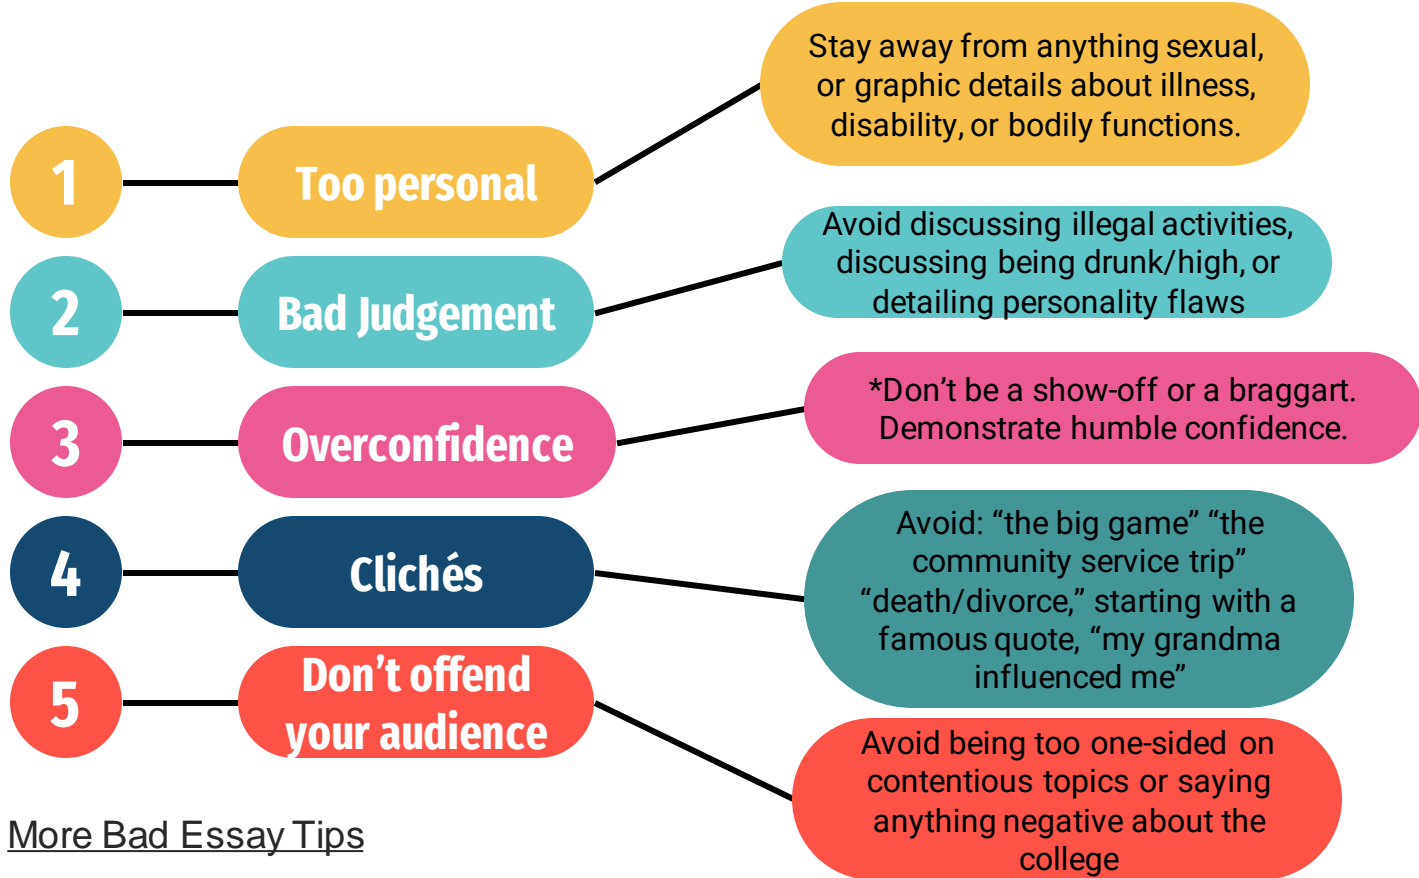 1
Too personal
Stay away from anything sexual,
or graphic details about illness,
disability, or bodily functions.
2
Bad Judgement
Avoid discussing illegal activities,
discussing being drunk/high, or
detailing personality flaws
3
Overconfidence
*Don’t be a show-off or a braggart.
Demonstrate humble confidence.
4
Clichés
Avoid: “the big game” “the
community service trip”
“death/divorce,” starting with a
famous quote, “my grandma
influenced me”
5
Don’t offend
your audience
Avoid being too one-sided on
contentious topics or saying
anything negative about the
college
More Bad Essay Tips